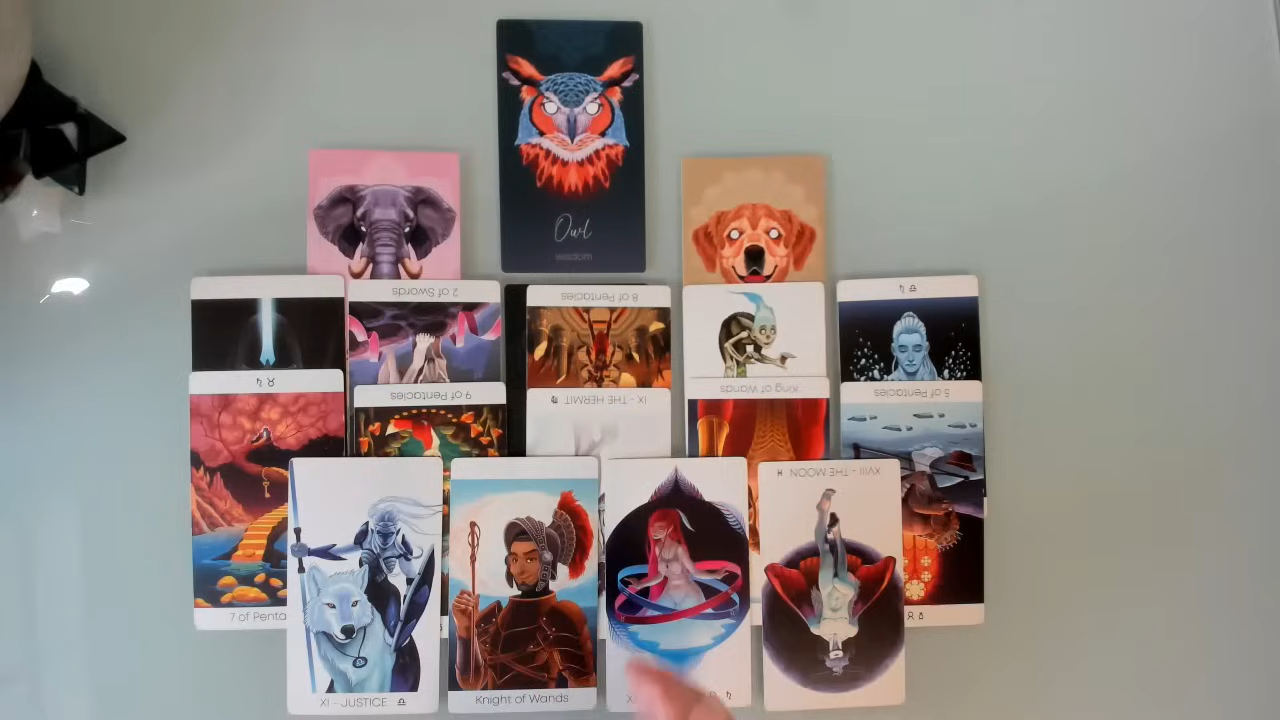 Owl
wisdom
2 of Swords
8 of Pentacles
9 of Pentacles
IX - THE HERMIT
King of Wands
5 of Pentacles
XVIII - THE MOON
7 of Penta
XI - JUSTICE
Knight of Wands